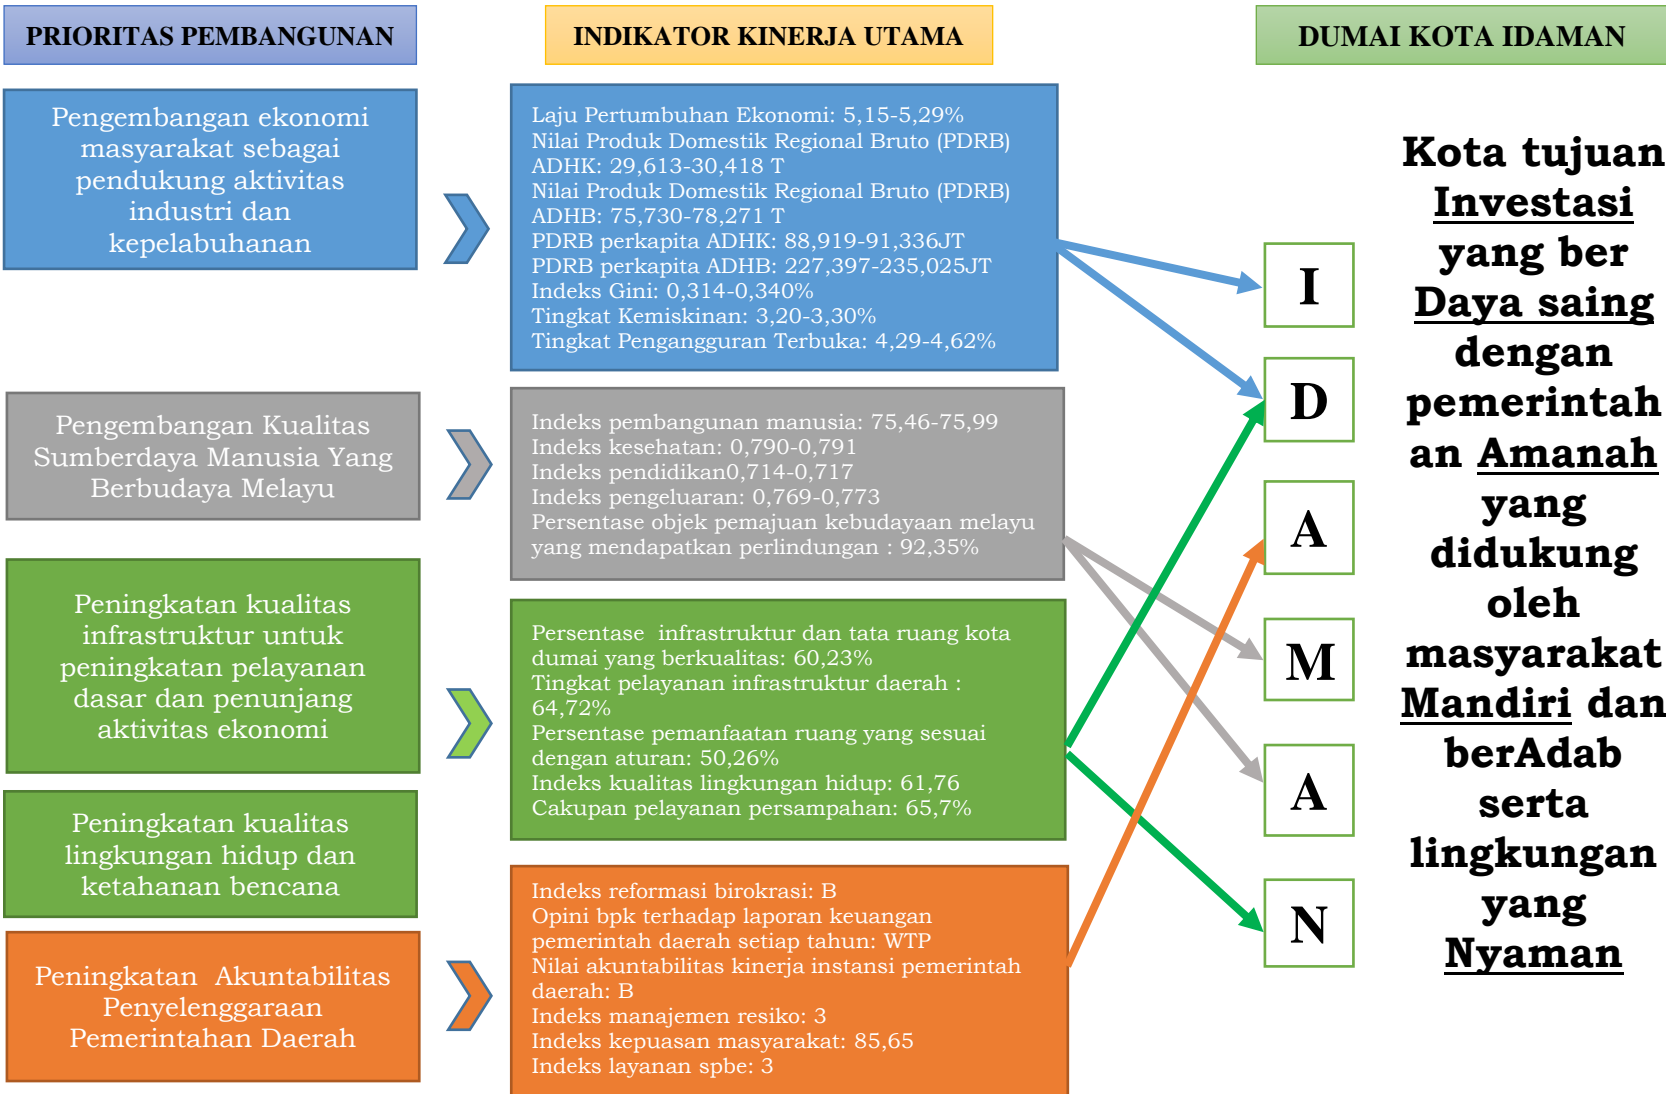 PRIORITAS PEMBANGUNAN
INDIKATOR KINERJA UTAMA
DUMAI KOTA IDAMAN
Pengembangan ekonomi
masyarakat sebagai
pendukung aktivitas
industri dan
kepelabuhanan
Laju Pertumbuhan Ekonomi: 5,15-5,29%
Nilai Produk Domestik Regional Bruto (PDRB)
ADHK: 29,613-30,418 T
Nilai Produk Domestik Regional Bruto (PDRB)
ADHB: 75,730-78,271 T
PDRB perkapita ADHK: 88,919-91,336JT
PDRB perkapita ADHB: 227,397-235,025JT
Indeks Gini: 0,314-0,340%
Tingkat Kemiskinan: 3,20-3,30%
Tingkat Pengangguran Terbuka: 4,29-4,62%
Pengembangan Kualitas
Sumberdaya Manusia Yang
Berbudaya Melayu
Indeks pembangunan manusia: 75,46-75,99
Indeks kesehatan: 0,790-0,791
Indeks pendidikan0,714-0,717
Indeks pengeluaran: 0,769-0,773
Persentase objek pemajuan kebudayaan melayu
yang mendapatkan perlindungan : 92,35%
Peningkatan kualitas
infrastruktur untuk
peningkatan pelayanan
dasar dan penunjang
aktivitas ekonomi
Peningkatan kualitas
lingkungan hidup dan
ketahanan bencana
Persentase  infrastruktur dan tata ruang kota
dumai yang berkualitas: 60,23%
Tingkat pelayanan infrastruktur daerah :
64,72%
Persentase pemanfaatan ruang yang sesuai
dengan aturan: 50,26%
Indeks kualitas lingkungan hidup: 61,76
Cakupan pelayanan persampahan: 65,7%
Peningkatan  Akuntabilitas
Penyelenggaraan
Pemerintahan Daerah
Indeks reformasi birokrasi: B
Opini bpk terhadap laporan keuangan
pemerintah daerah setiap tahun: WTP
Nilai akuntabilitas kinerja instansi pemerintah
daerah: B
Indeks manajemen resiko: 3
Indeks kepuasan masyarakat: 85,65
Indeks layanan spbe: 3
I
D
A
M
A
N
Kota tujuan
Investasi
yang ber
Daya saing
dengan
pemerintah
an Amanah
yang
didukung
oleh
masyarakat
Mandiri dan
berAdab
serta
lingkungan
yang
Nyaman